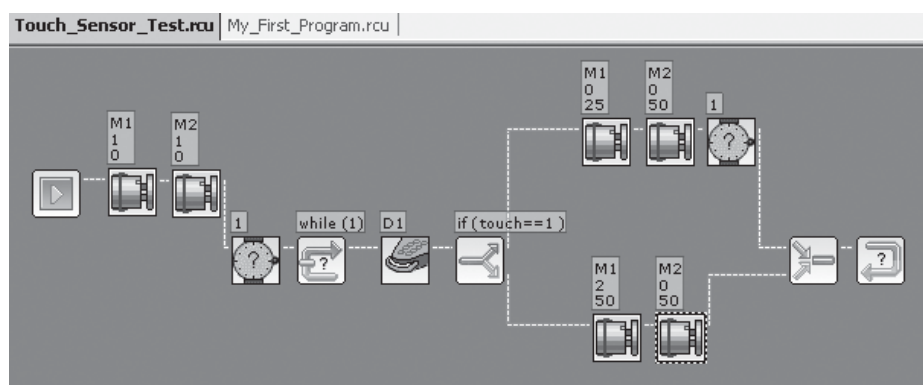 Touch_Sensor_Test.rcu
My_First_Program.rcu
M1
1
0
M2
1
0
1
?
while (1)
?
D1
if(touch==1)
M1
0
25
M2
0
50
1
?
M1
2
50
M2
0
50
?